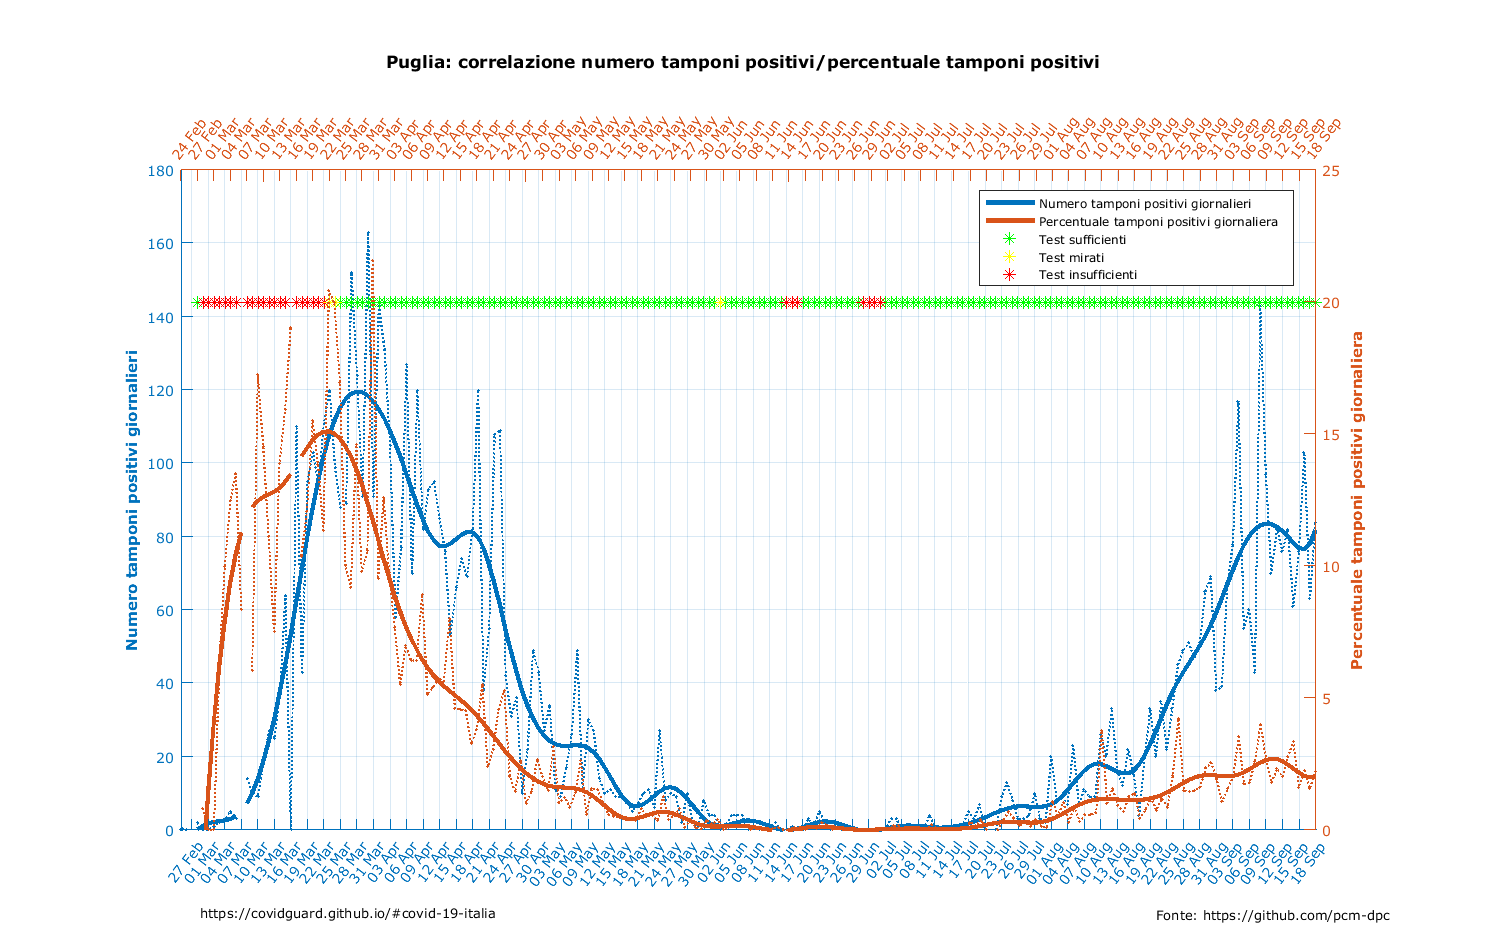 Puglia: correlazione numero tamponi positivi/percentuale tamponi positivi
24 Feb
27 Feb
01 Mar
04 Mar
07 Mar
10 Mar
13 Mar
16 Mar
19 Mar
22 Mar
25 Mar
28 Mar
31 Mar
03 Apr
06 Apr
09 Apr
12 Apr
15 Apr
18 Apr
21 Apr
24 Apr
27 Apr
30 Apr
03 May
06 May
09 May
12 May
15 May
18 May
21 May
24 May
27 May
30 May
02 Jun
05 Jun
08 Jun
11 Jun
14 Jun
17 Jun
20 Jun
23 Jun
26 Jun
29 Jun
02 Jul
05 Jul
08 Jul
11 Jul
14 Jul
17 Jul
20 Jul
23 Jul
26 Jul
29 Jul
01 Aug
04 Aug
07 Aug
10 Aug
13 Aug
16 Aug
19 Aug
22 Aug
25 Aug
28 Aug
31 Aug
03 Sep
06 Sep
09 Sep
12 Sep
15 Sep
18 Sep
Numero tamponi positivi giornalieri
180
160
140
120
100
80
60
40
20
0
Numero tamponi positivi giornalieri
Percentuale tamponi positivi giornaliera
Test sufficienti
Test mirati
Test insufficienti
25
20
15
10
5
0
Percentuale tamponi positivi giornaliera
27 Feb
01 Mar
04 Mar
07 Mar
10 Mar
13 Mar
16 Mar
19 Mar
22 Mar
25 Mar
28 Mar
31 Mar
03 Apr
06 Apr
09 Apr
12 Apr
15 Apr
18 Apr
21 Apr
24 Apr
27 Apr
30 Apr
03 May
06 May
09 May
12 May
15 May
18 May
21 May
24 May
27 May
30 May
02 Jun
05 Jun
08 Jun
11 Jun
14 Jun
17 Jun
20 Jun
23 Jun
26 Jun
29 Jun
02 Jul
05 Jul
08 Jul
11 Jul
14 Jul
17 Jul
20 Jul
23 Jul
26 Jul
29 Jul
01 Aug
04 Aug
07 Aug
10 Aug
13 Aug
16 Aug
19 Aug
22 Aug
25 Aug
28 Aug
31 Aug
03 Sep
06 Sep
09 Sep
12 Sep
15 Sep
18 Sep
https://covidguard.github.io/#covid-19-italia
Fonte: https://github.com/pcm-dpc